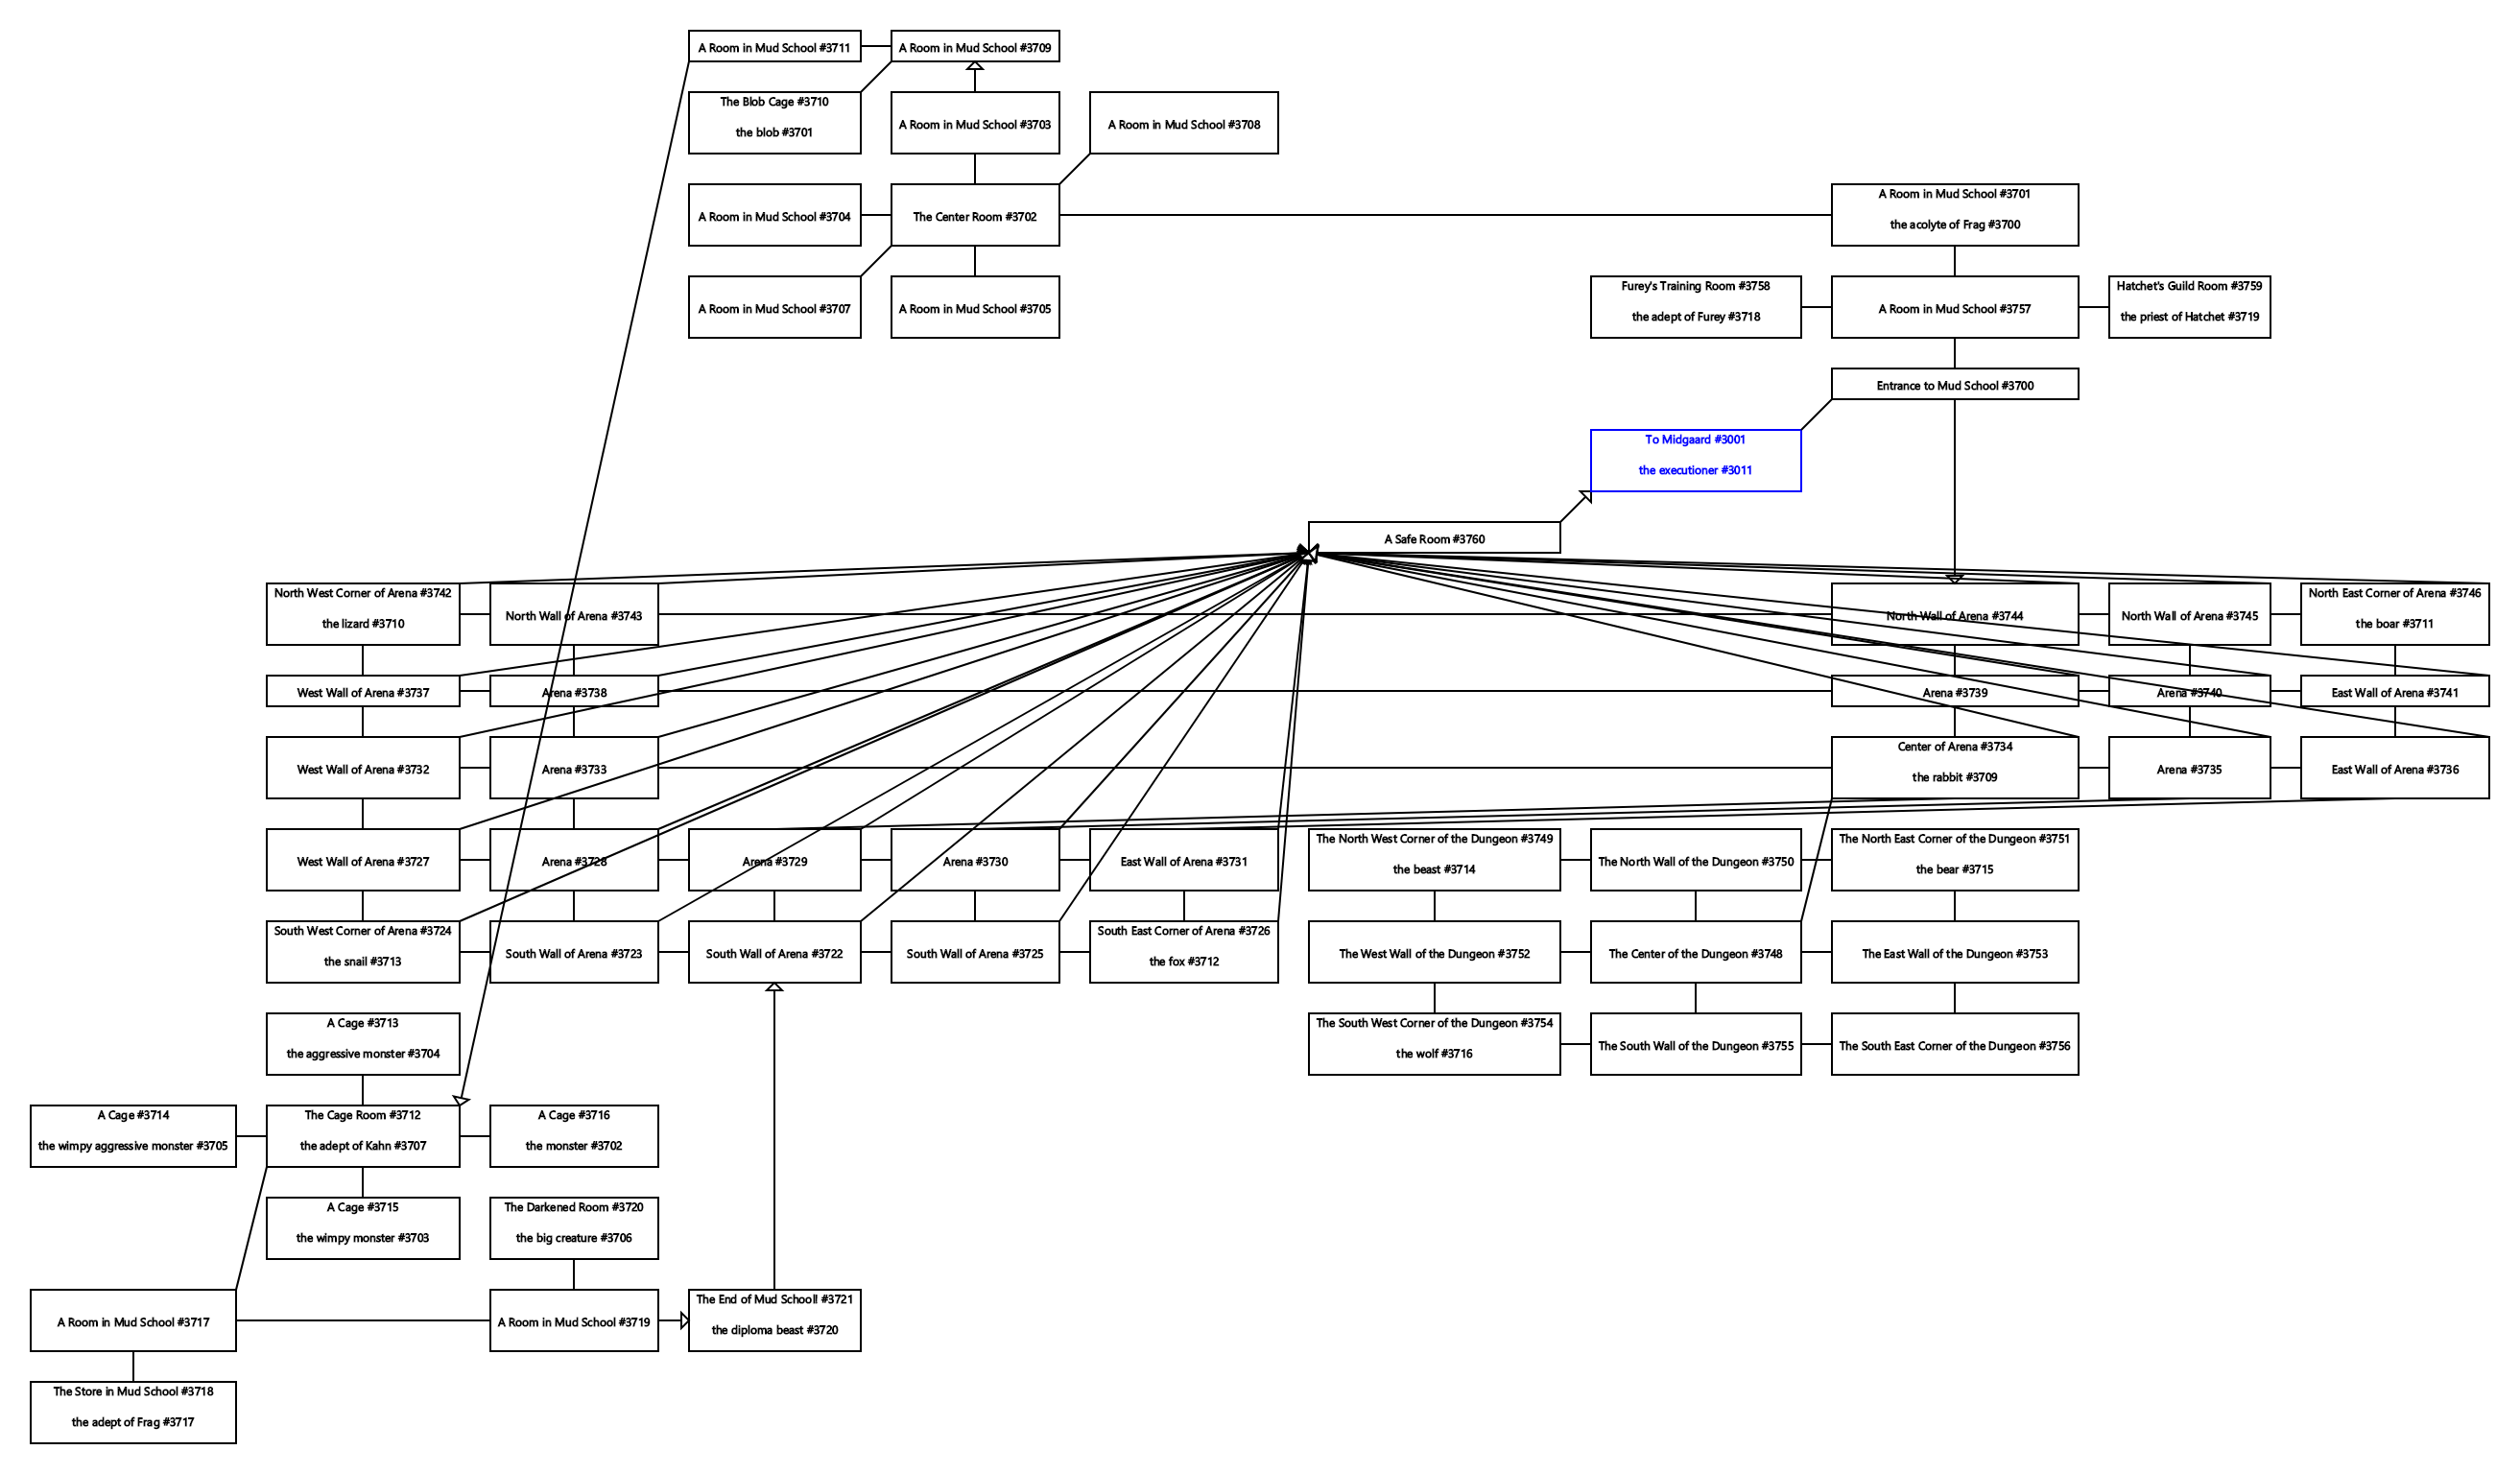 A Room in Mud School #3711
A Room in Mud School #3709
The Blob Cage #3710
the blob #3701
A Room in Mud School #3703
A Room in Mud School #3708
A Room in Mud School #3704
The Center Room #3702
A Room in Mud School #3701
the acolyte of Frag #3700
A Room in Mud School #3707
A Room in Mud School #3705
Furey's Training Room #3758
the adept of Furey #3718
A Room in Mud School #3757
Hatchet's Guild Room #3759
the priest of Hatchet #3719
Entrance to Mud School #3700
To Midgaard #3001
the executioner #3011
A Safe Room #3760
North West Corner of Arena #3742
the lizard #3710
North Wall of Arena #3743
North Wall of Arena #3744
North Wall of Arena #3745
North East Corner of Arena #3746
the boar #3711
West Wall of Arena #3737
Arena #3738
Arena #3739
Arena #3740
East Wall of Arena #3741
West Wall of Arena #3732
Arena #3733
Center of Arena #3734
the rabbit #3709
Arena #3735
East Wall of Arena #3736
West Wall of Arena #3727
Arena #3728
Arena #3729
Arena #3730
East Wall of Arena #3731
The North West Corner of the Dungeon #3749
the beast #3714
The North Wall of the Dungeon #3750
The North East Corner of the Dungeon #3751
the bear #3715
South West Corner of Arena #3724
the snail #3713
South Wall of Arena #3723
South Wall of Arena #3722
South Wall of Arena #3725
South East Corner of Arena #3726
the fox #3712
The West Wall of the Dungeon #3752
The Center of the Dungeon #3748
The East Wall of the Dungeon #3753
A Cage #3713
the aggressive monster #3704
The South West Corner of the Dungeon #3754
the wolf #3716
The South Wall of the Dungeon #3755
The South East Corner of the Dungeon #3756
A Cage #3714
the wimpy aggressive monster #3705
The Cage Room #3712
the adept of Kahn #3707
A Cage #3716
the monster #3702
A Cage #3715
the wimpy monster #3703
The Darkened Room #3720
the big creature #3706
A Room in Mud School #3717
A Room in Mud School #3719
The End of Mud School! #3721
the diploma beast #3720
The Store in Mud School #3718
the adept of Frag #3717